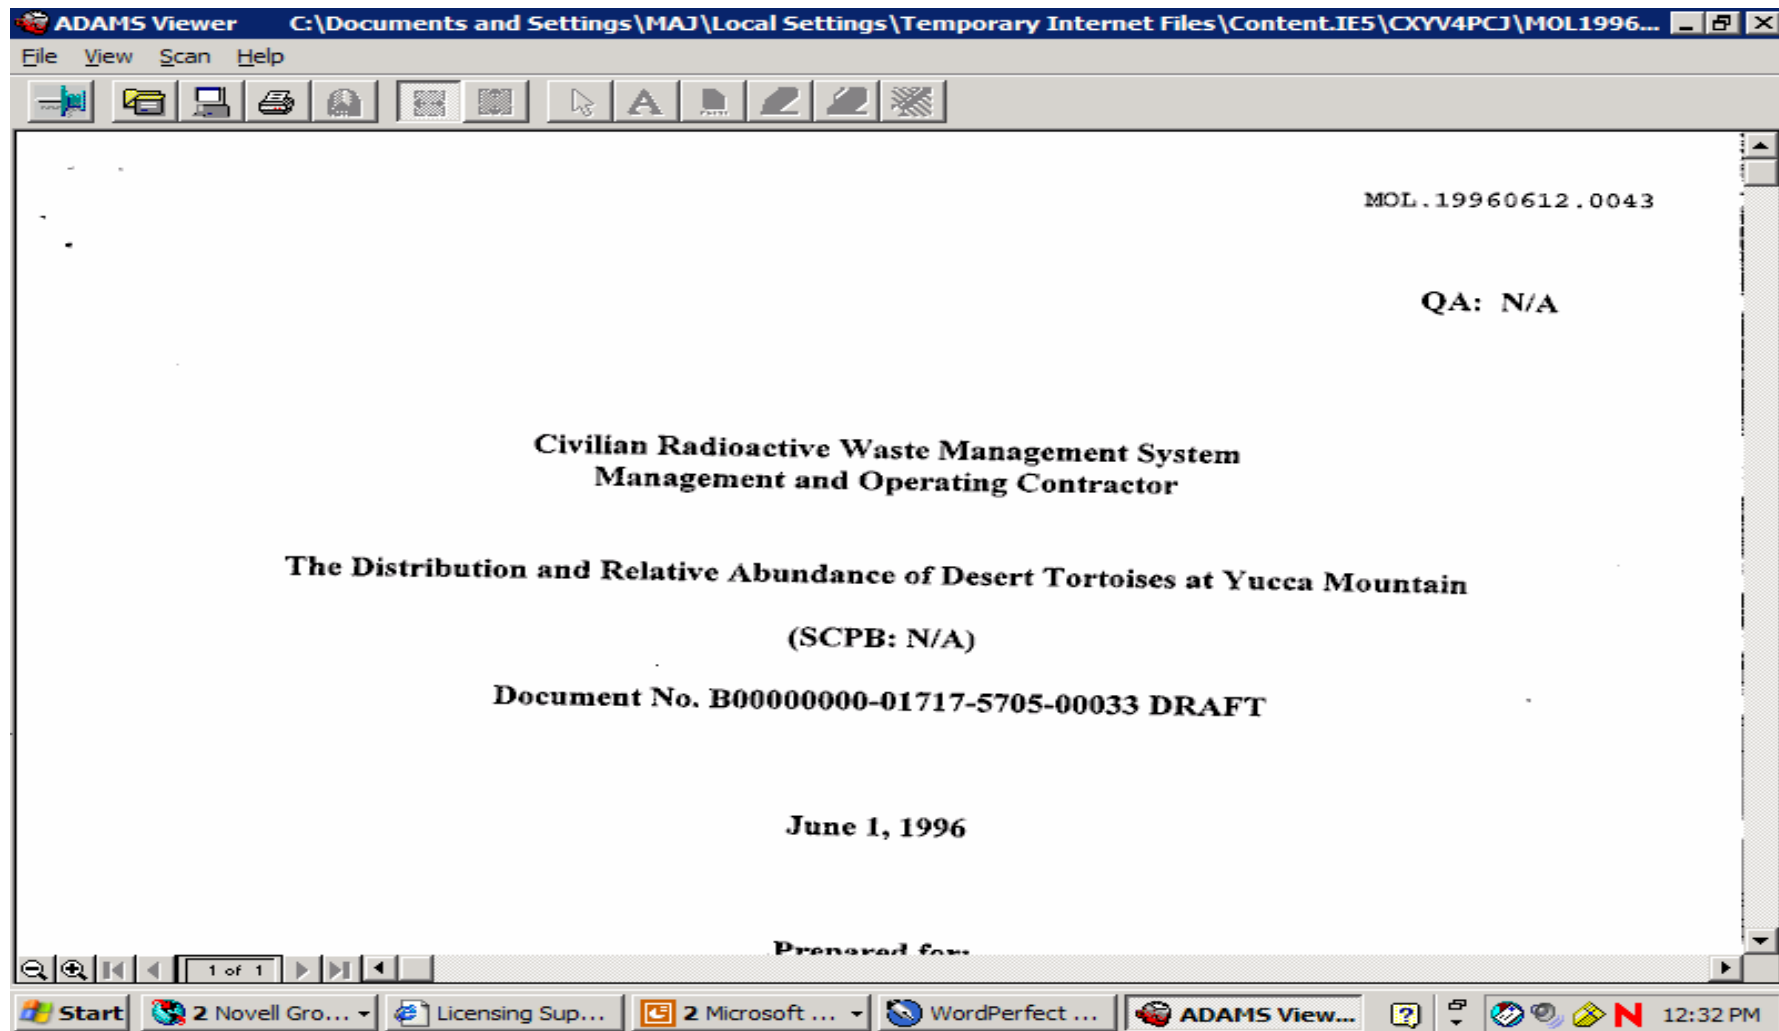 ADAMS Viewer C:\Documents and Settings\MAJ\Local Settings\Temporary Internet Files\Content.IE5\CXYV4PCJ\MOL1996...
File View Scan Help
MOL.19960612.0043
QA: N/A
Civilian Radioactive Waste Management System
Management and Operating Contractor
The Distribution and Relative Abundance of Desert Tortoises at Yucca Mountain
(SCPB: N/A)
Document No. B00000000-01717-5705-00033 DRAFT
June 1, 1996
Prepared for:
1 of 1
Start 2 Novell Gro... Licensing Sup... 2 Microsoft ... WordPerfect ... ADAMS View... 12:32 PM